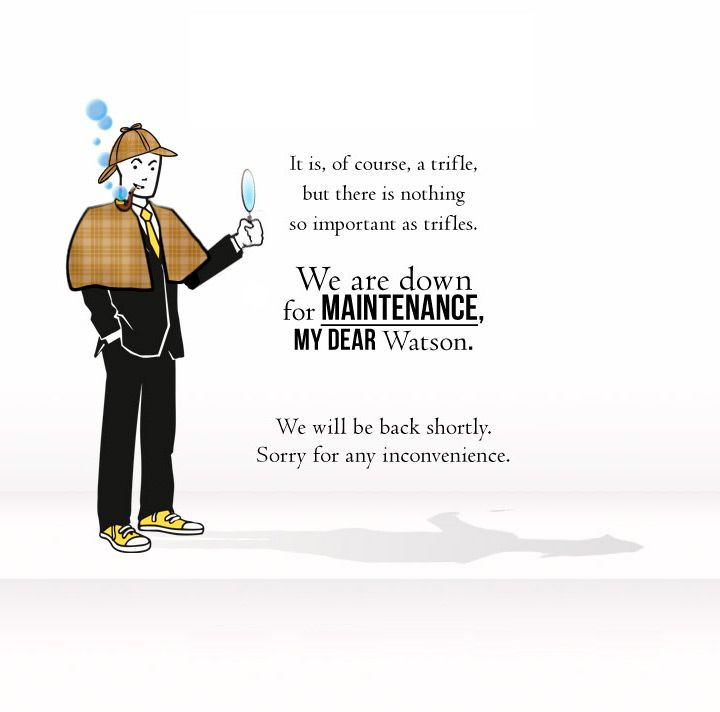 It is, of course, a trifle,
but there is nothing
so important as trifles.
We are down
for MAINTENANCE,
MY DEAR Watson.
We will be back shortly.
Sorry for any inconvenience.